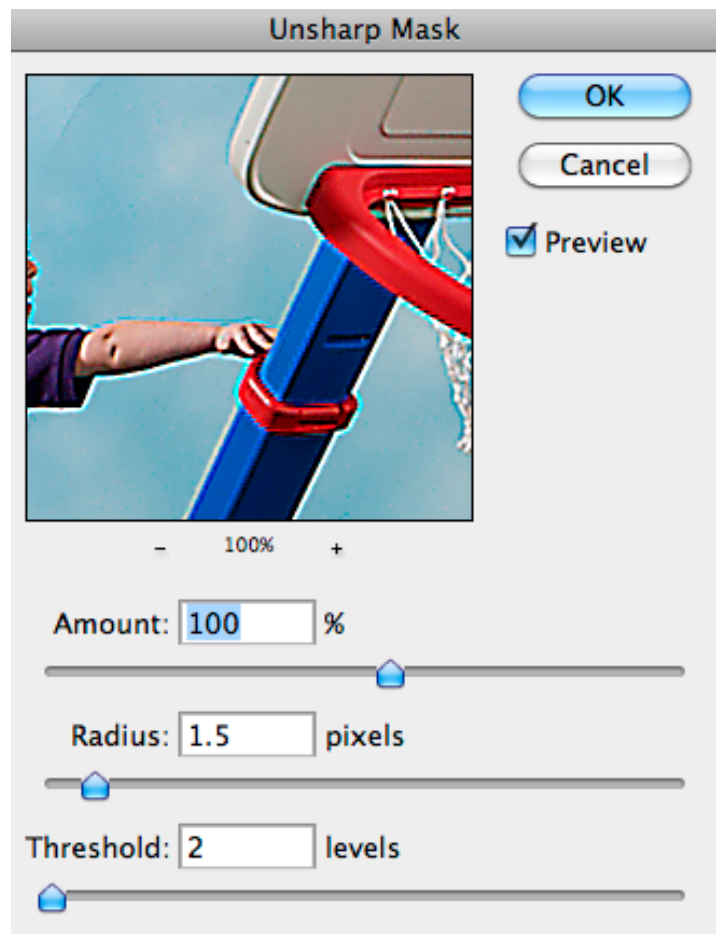 Unsharp Mask
OK
Cancel
Preview
- 100% +
Amount: 100 %
Radius: 1.5 pixels
Threshold: 2 levels